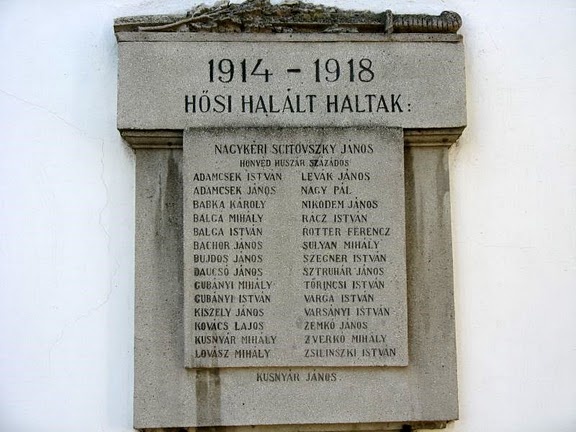 1914 - 1918
HŐSI HALÁLT HALTAK:
NAGYKÉRI SCITOVSZKY JÁNOS
HONVÉD HUSZÁR SZÁZADOS
ADAMCSEK ISTVÁN
ADAMCSEK JÁNOS
BABKA KÁROLY
BALGA MIHÁLY
BALGA ISTVÁN
BACHOR JÁNOS
BUJDOS JÁNOS
DAUCSÓ JÁNOS
GUBÁNYI MIHÁLY
GUBÁNYI ISTVÁN
KISZELY JÁNOS
KOVÁCS LAJOS
KUSNYÁR MIHÁLY
LOVÁSZ MIHÁLY
LEVÁK JÁNOS
NAGY PÁL
NIKODEM JÁNOS
RÁCZ ISTVÁN
ROTTER FERENCZ
SULYAN MIHÁLY
SZEGNER ISTVÁN
SZTRUHÁR JÁNOS
TŐRINCSI ISTVÁN
VARGA ISTVÁN
VARSÁNYI ISTVÁN
ZEMKÓ JÁNOS
ZVERKÓ MIHÁLY
ZSILINSZKI ISTVÁN
KUSNYÁR JÁNOS